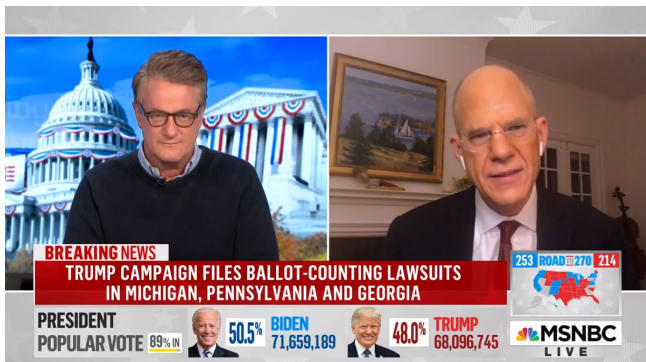 BREAKING NEWS
TRUMP CAMPAIGN FILES BALLOT-COUNTING LAWSUITS
IN MICHIGAN, PENNSYLVANIA AND GEORGIA
253 ROAD TO 270 214
PRESIDENT
POPULAR VOTE 89% IN
50.5% BIDEN
71,659,189
48.0% TRUMP
68,096,745
MSNBC
LIVE